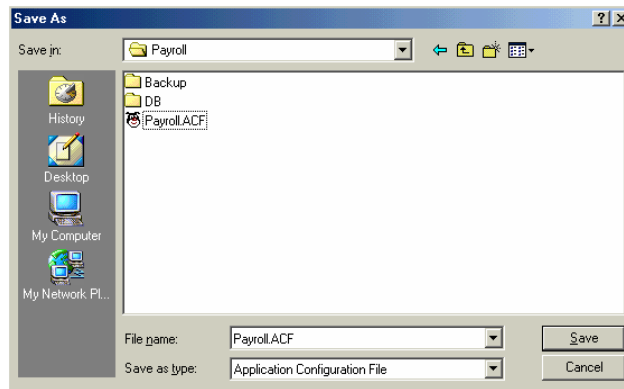 Save As
Save in:
Payroll
History
Desktop
My Computer
My Network Pl...
Backup
DB
Payroll.ACF
File name:
Payroll.ACF
Save
Save as type:
Application Configuration File
Cancel